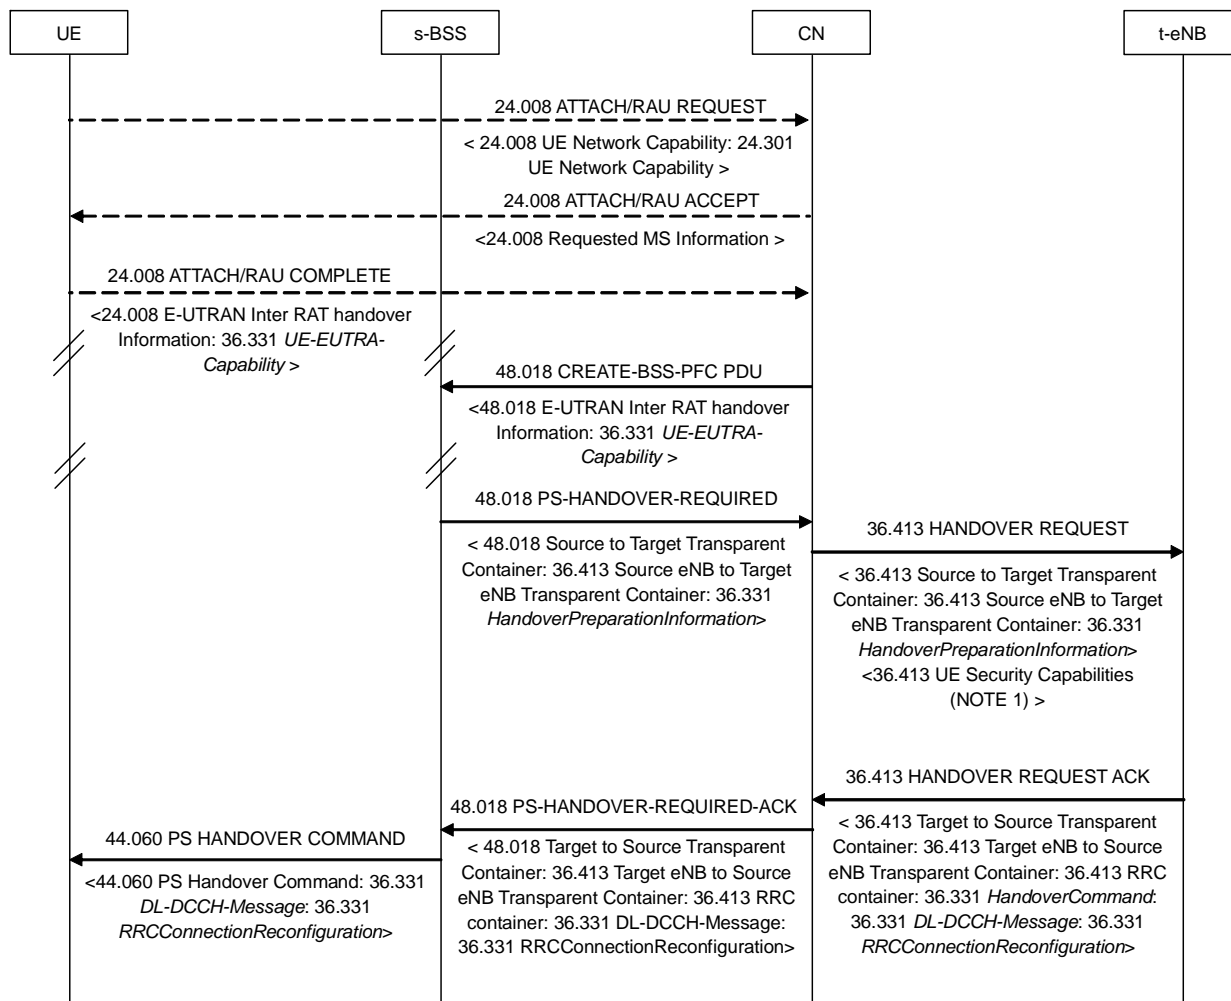 UE
s-BSS
CN
t-eNB
24.008 ATTACH/RAU REQUEST
< 24.008 UE Network Capability: 24.301
UE Network Capability >
24.008 ATTACH/RAU ACCEPT
<24.008 Requested MS Information >
24.008 ATTACH/RAU COMPLETE
<24.008 E-UTRAN Inter RAT handover
Information: 36.331 UE-EUTRA-
Capability >
48.018 CREATE-BSS-PFC PDU
<48.018 E-UTRAN Inter RAT handover
Information: 36.331 UE-EUTRA-
Capability >
48.018 PS-HANDOVER-REQUIRED
< 48.018 Source to Target Transparent
Container: 36.413 Source eNB to Target
eNB Transparent Container: 36.331
HandoverPreparationInformation>
36.413 HANDOVER REQUEST
< 36.413 Source to Target Transparent
Container: 36.413 Source eNB to Target
eNB Transparent Container: 36.331
HandoverPreparationInformation>
<36.413 UE Security Capabilities
(NOTE 1) >
36.413 HANDOVER REQUEST ACK
< 36.413 Target to Source Transparent
Container: 36.413 Target eNB to Source
eNB Transparent Container: 36.413 RRC
container: 36.331 HandoverCommand:
36.331 DL-DCCH-Message: 36.331
RRCConnectionReconfiguration>
48.018 PS-HANDOVER-REQUIRED-ACK
< 48.018 Target to Source Transparent
Container: 36.413 Target eNB to Source
eNB Transparent Container: 36.413 RRC
container: 36.331 DL-DCCH-Message:
36.331 RRCConnectionReconfiguration>
44.060 PS HANDOVER COMMAND
<44.060 PS Handover Command: 36.331
DL-DCCH-Message: 36.331
RRCConnectionReconfiguration>